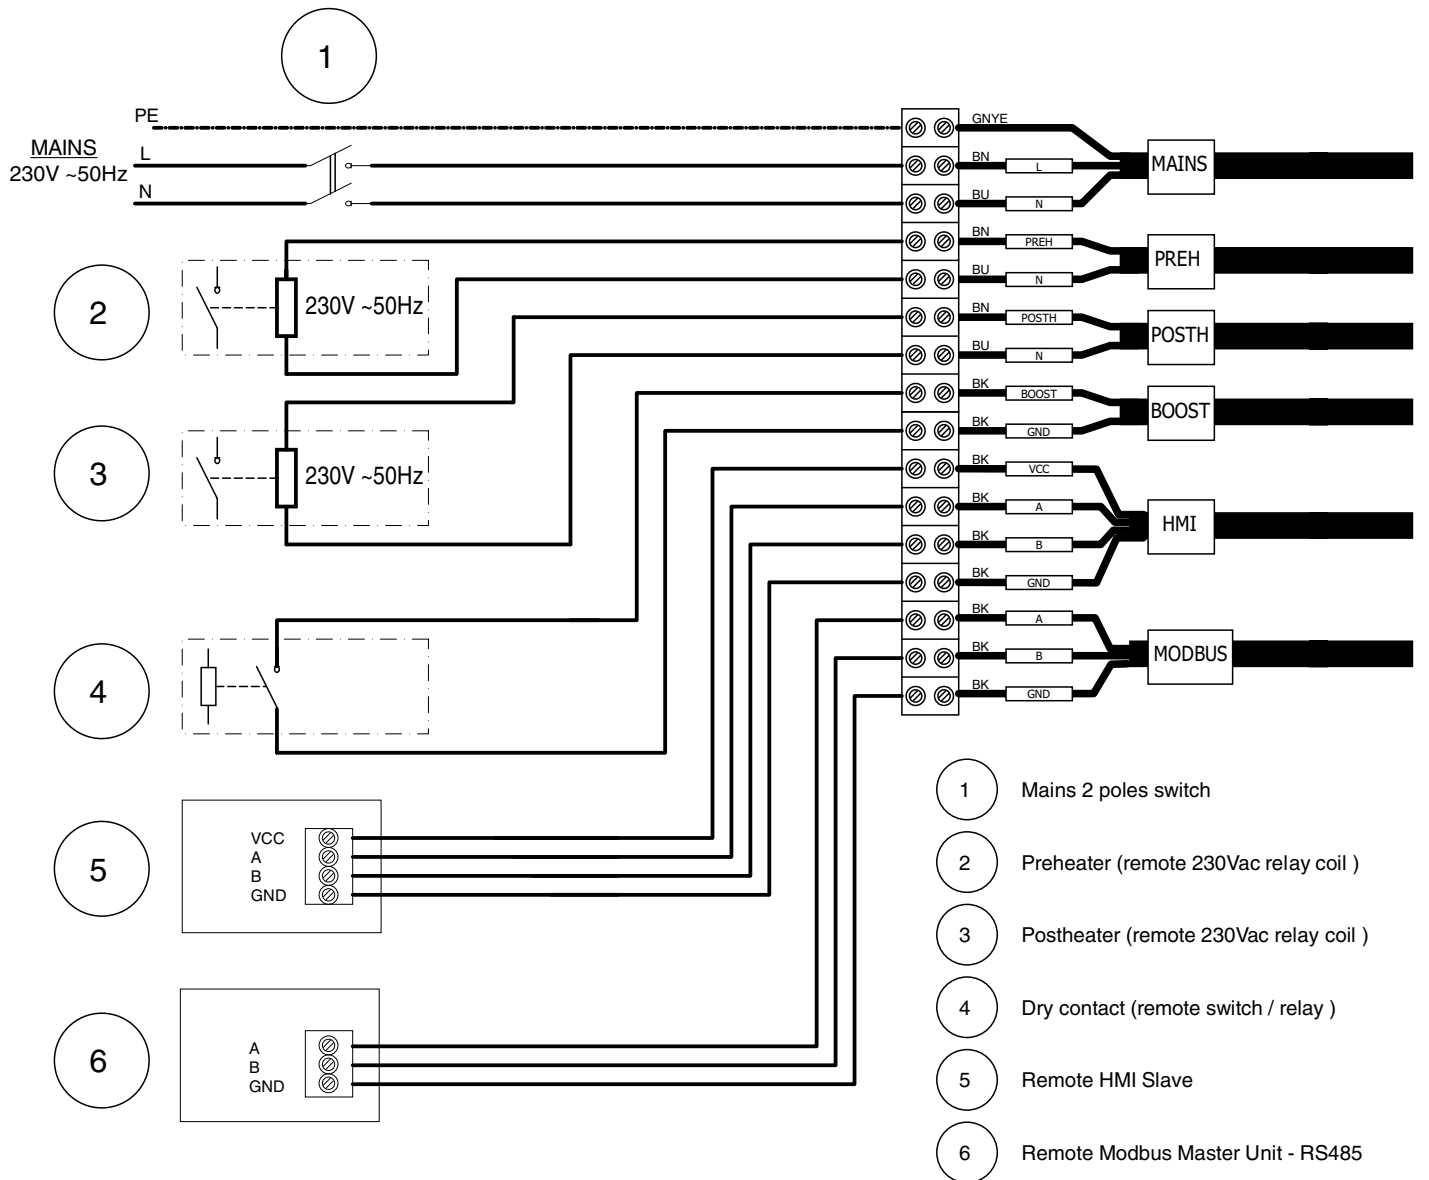 1
PE
MAINS
230V ~50Hz
L
N
GNYE
BN
L
BU
N
MAINS
BN
PREH
BU
N
PREH
BN
POSTH
BU
N
POSTH
BK
BOOST
BK
GND
BOOST
BK
VCC
BK
A
BK
B
BK
GND
HMI
BK
A
BK
B
BK
GND
MODBUS
2
230V ~50Hz
3
230V ~50Hz
4
5
VCC
A
B
GND
6
A
B
GND
1 Mains 2 poles switch
2 Preheater (remote 230Vac relay coil )
3 Postheater (remote 230Vac relay coil )
4 Dry contact (remote switch / relay )
5 Remote HMI Slave
6 Remote Modbus Master Unit - RS485